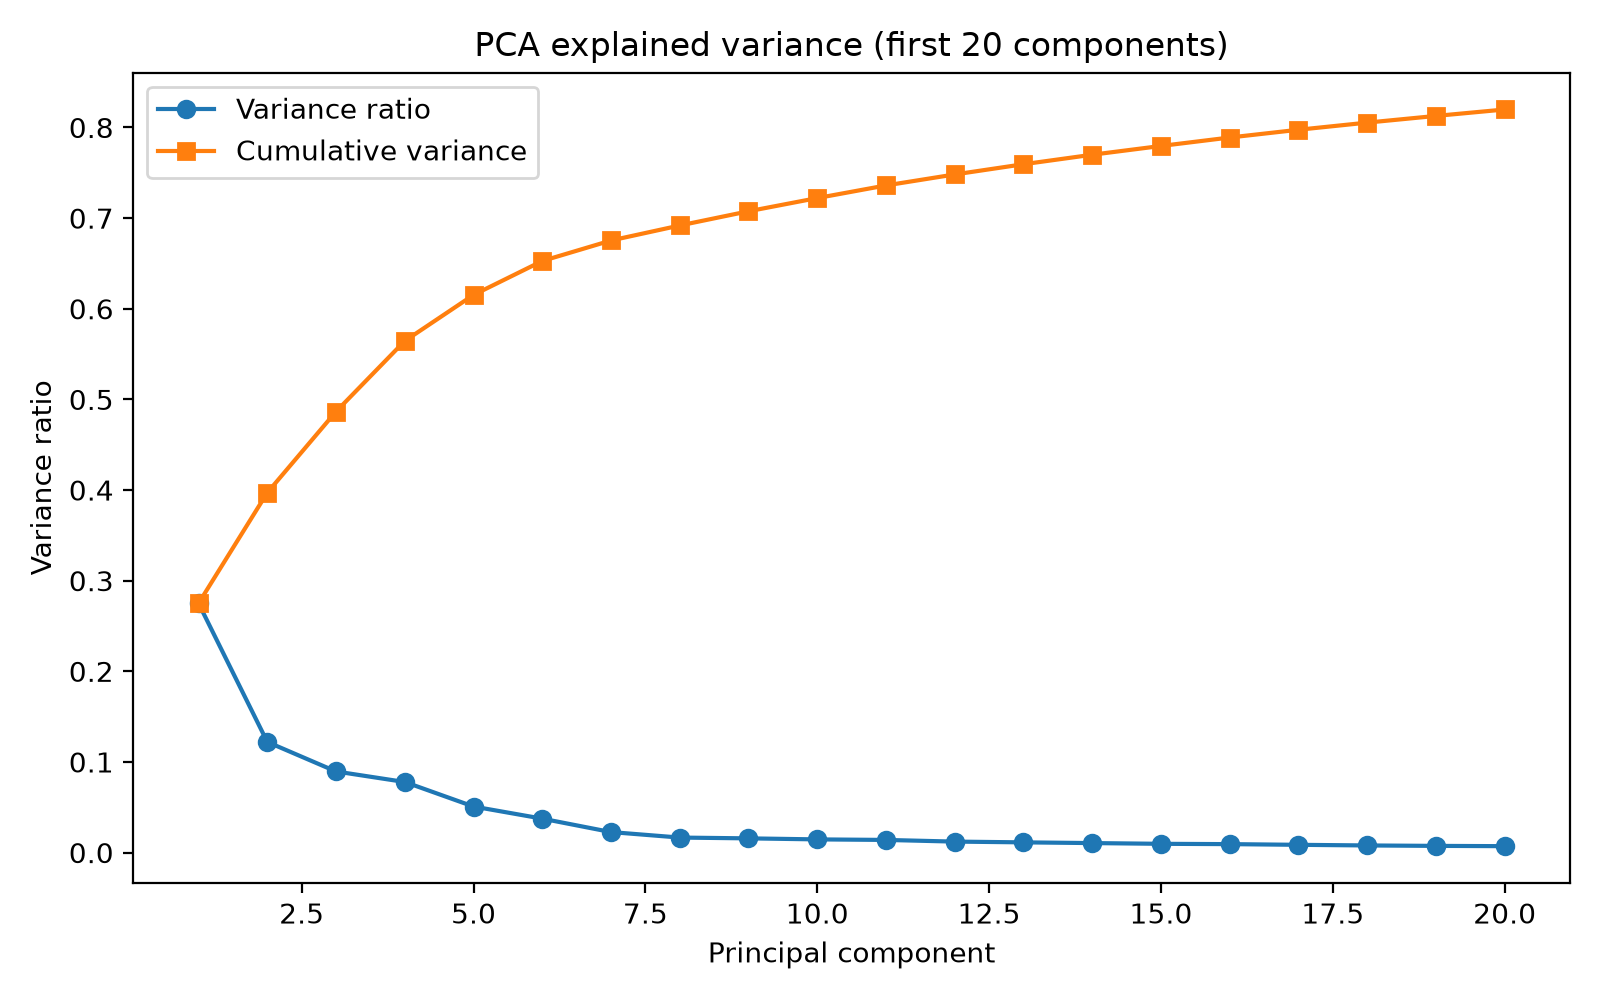 PCA explained variance (first 20 components)
Variance ratio
Cumulative variance
0.8
0.7
0.6
0.5
0.4
0.3
0.2
0.1
0.0
Variance ratio
2.5 5.0 7.5 10.0 12.5 15.0 17.5 20.0
Principal component